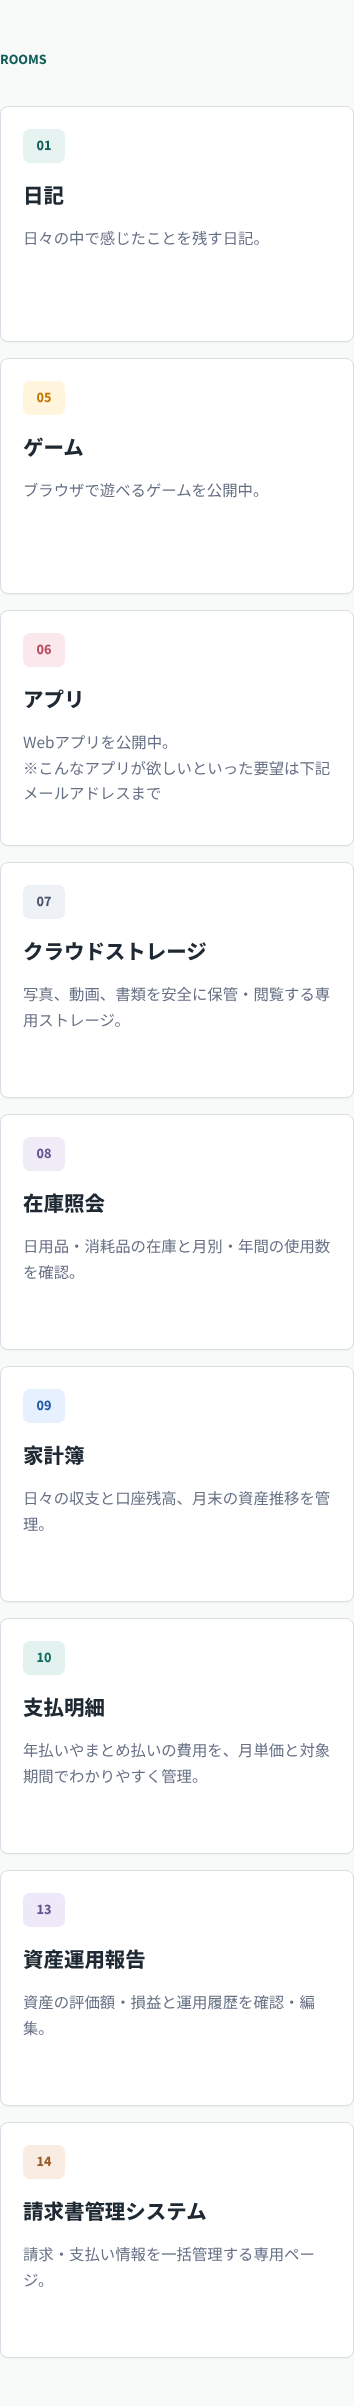 ROOMS
01
日記
日々の中で感じたことを残す日記。
05
ゲーム
ブラウザで遊べるゲームを公開中。
06
アプリ
Webアプリを公開中。
※こんなアプリが欲しいといった要望は下記
メールアドレスまで
07
クラウドストレージ
写真、動画、書類を安全に保管・閲覧する専
用ストレージ。
08
在庫照会
日用品・消耗品の在庫と月別・年間の使用数
を確認。
09
家計簿
日々の収支と口座残高、月末の資産推移を管
理。
10
支払明細
年払いやまとめ払いの費用を、月単価と対象
期間でわかりやすく管理。
13
資産運用報告
資産の評価額・損益と運用履歴を確認・編
集。
14
請求書管理システム
請求・支払い情報を一括管理する専用ペー
ジ。